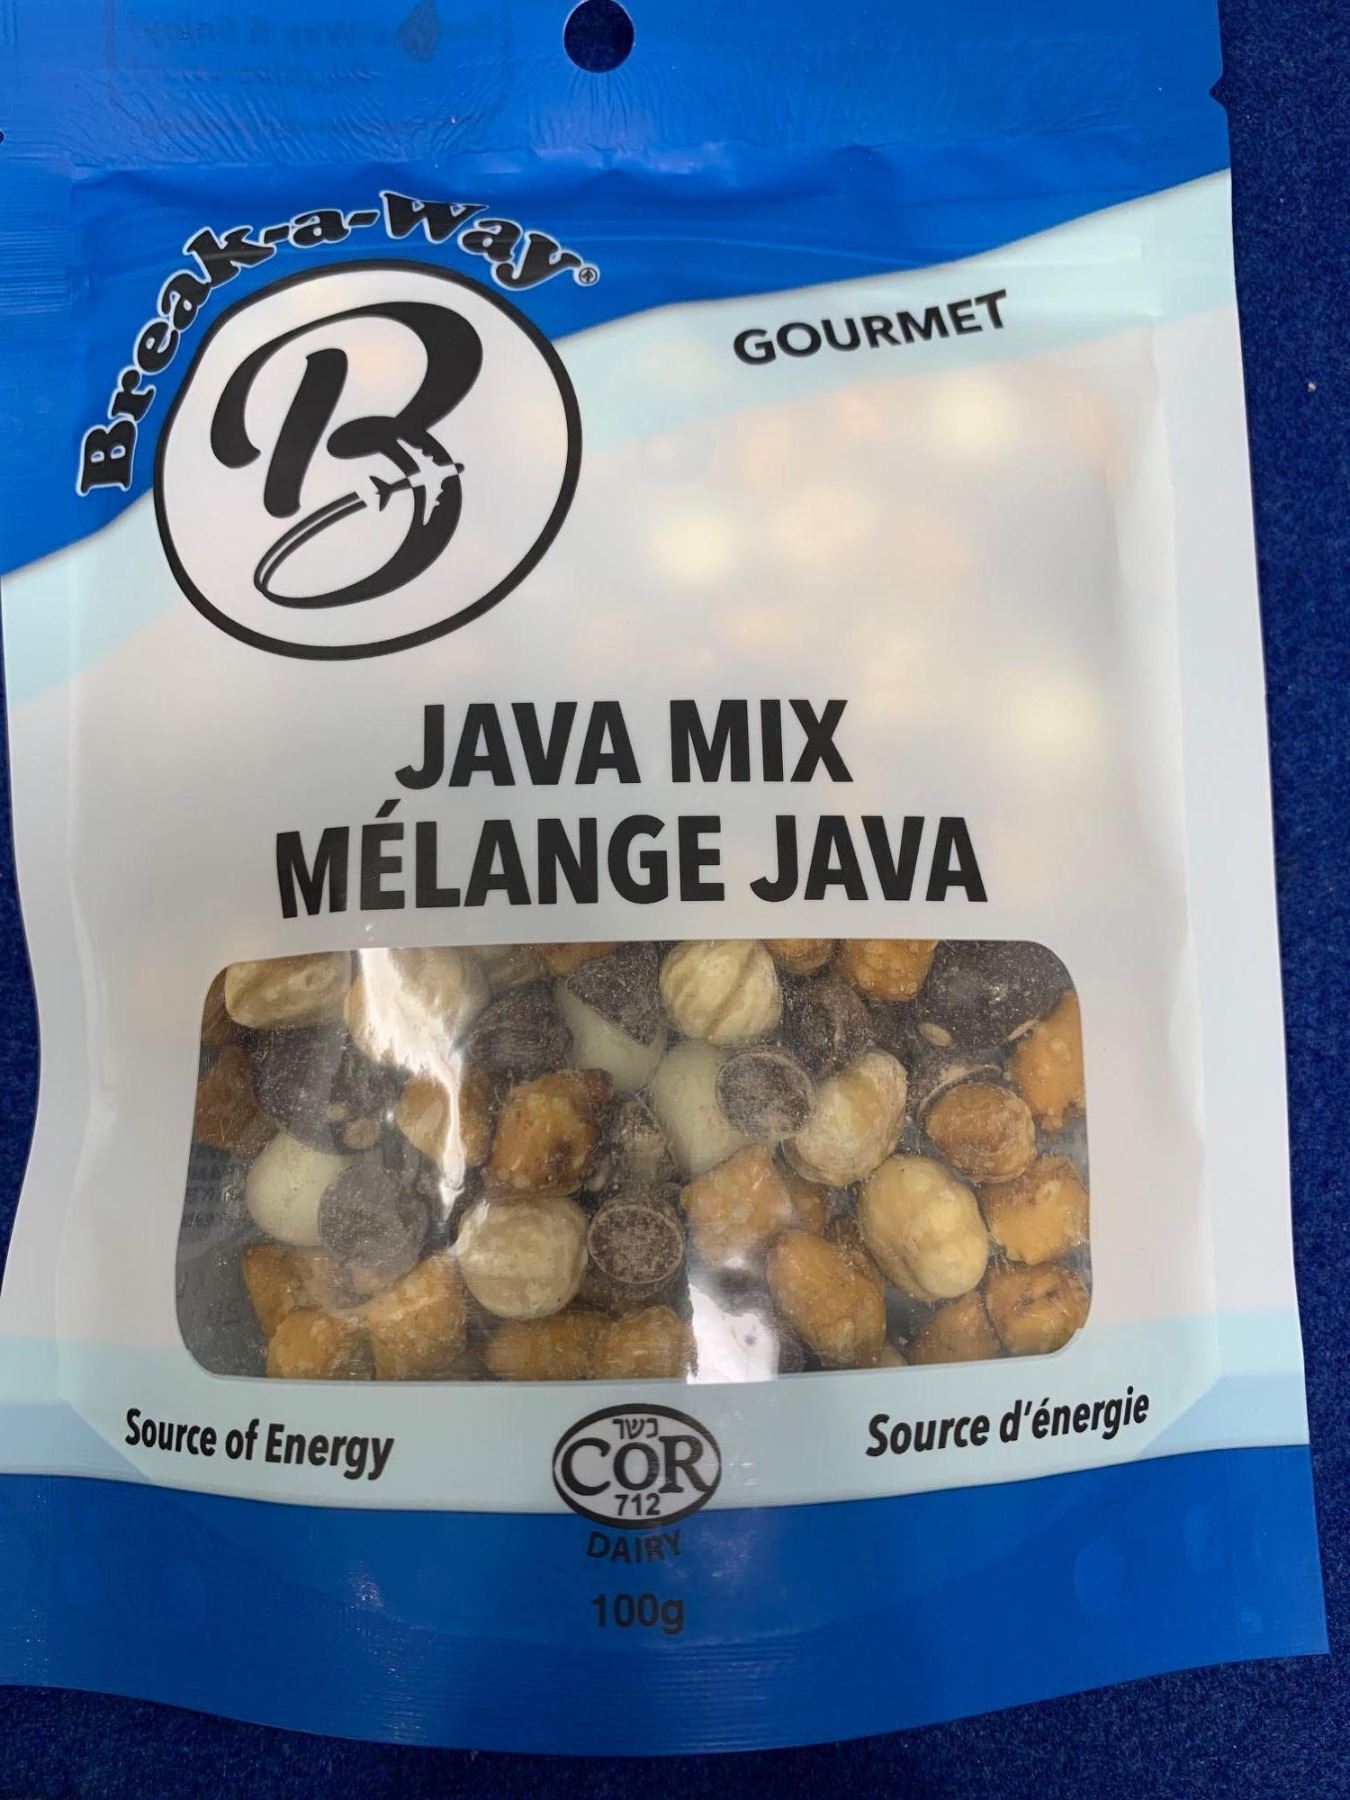 Break-a-Way®
B
GOURMET
JAVA MIX
MÉLANGE JAVA
Source of Energy
כשר
COR
712
DAIRY
100g
Source d'énergie